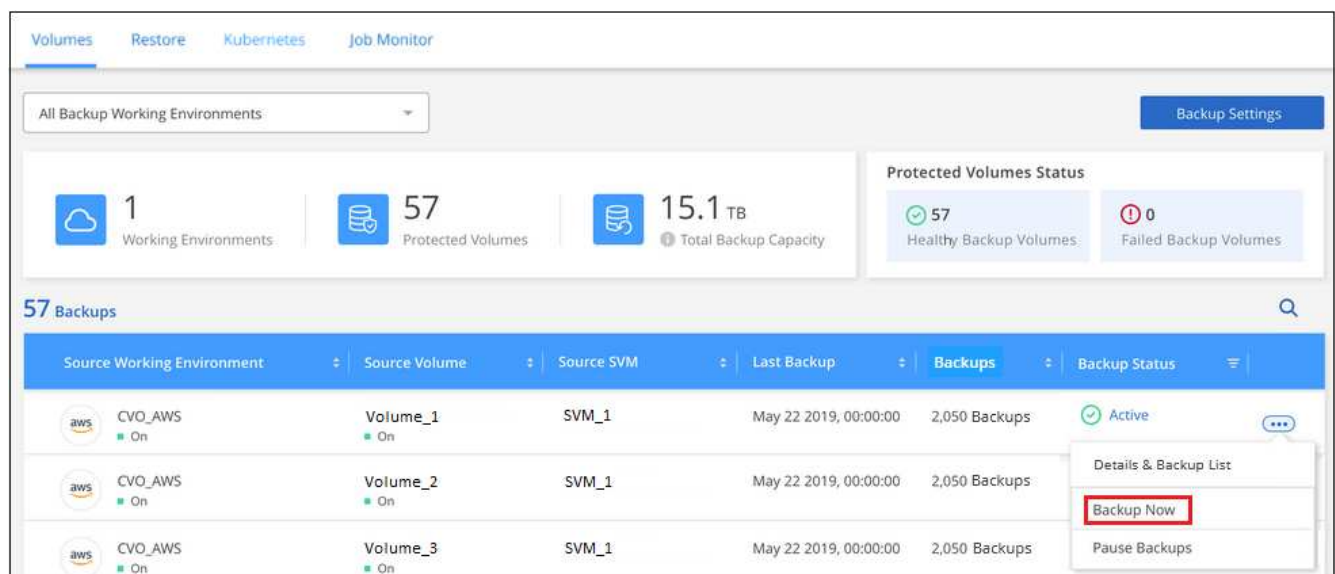 Volumes Restore Kubernetes Job Monitor
All Backup Working Environments
Backup Settings
1
Working Environments
57
Protected Volumes
15.1 TB
Total Backup Capacity
Protected Volumes Status
57
Healthy Backup Volumes
0
Failed Backup Volumes
57 Backups
Source Working Environment Source Volume Source SVM Last Backup Backups Backup Status
aws CVO_AWS Volume_1 SVM_1 May 22 2019, 00:00:00 2,050 Backups Active
On On
Details & Backup List
aws CVO_AWS Volume_2 SVM_1 May 22 2019, 00:00:00 2,050 Backups
On On
Backup Now
aws CVO_AWS Volume_3 SVM_1 May 22 2019, 00:00:00 2,050 Backups
Pause Backups
On On